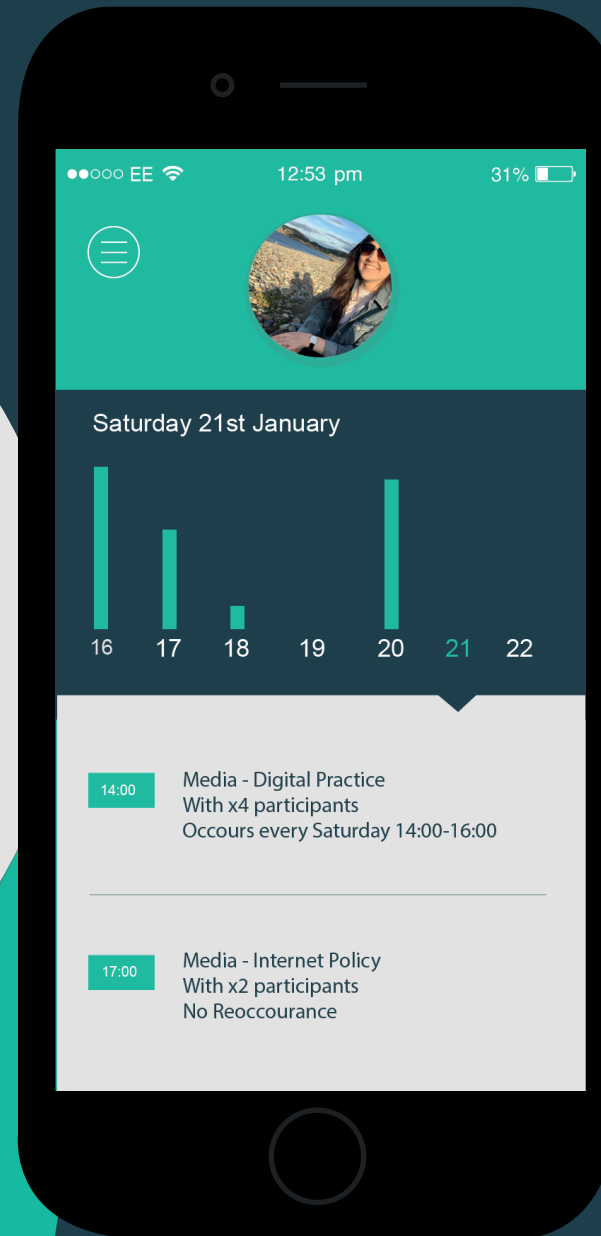 EE 12:53 pm 31%
Saturday 21st January
16 17 18 19 20 21 22
14:00
Media - Digital Practice
With x4 participants
Occours every Saturday 14:00-16:00
17:00
Media - Internet Policy
With x2 participants
No Reoccourance